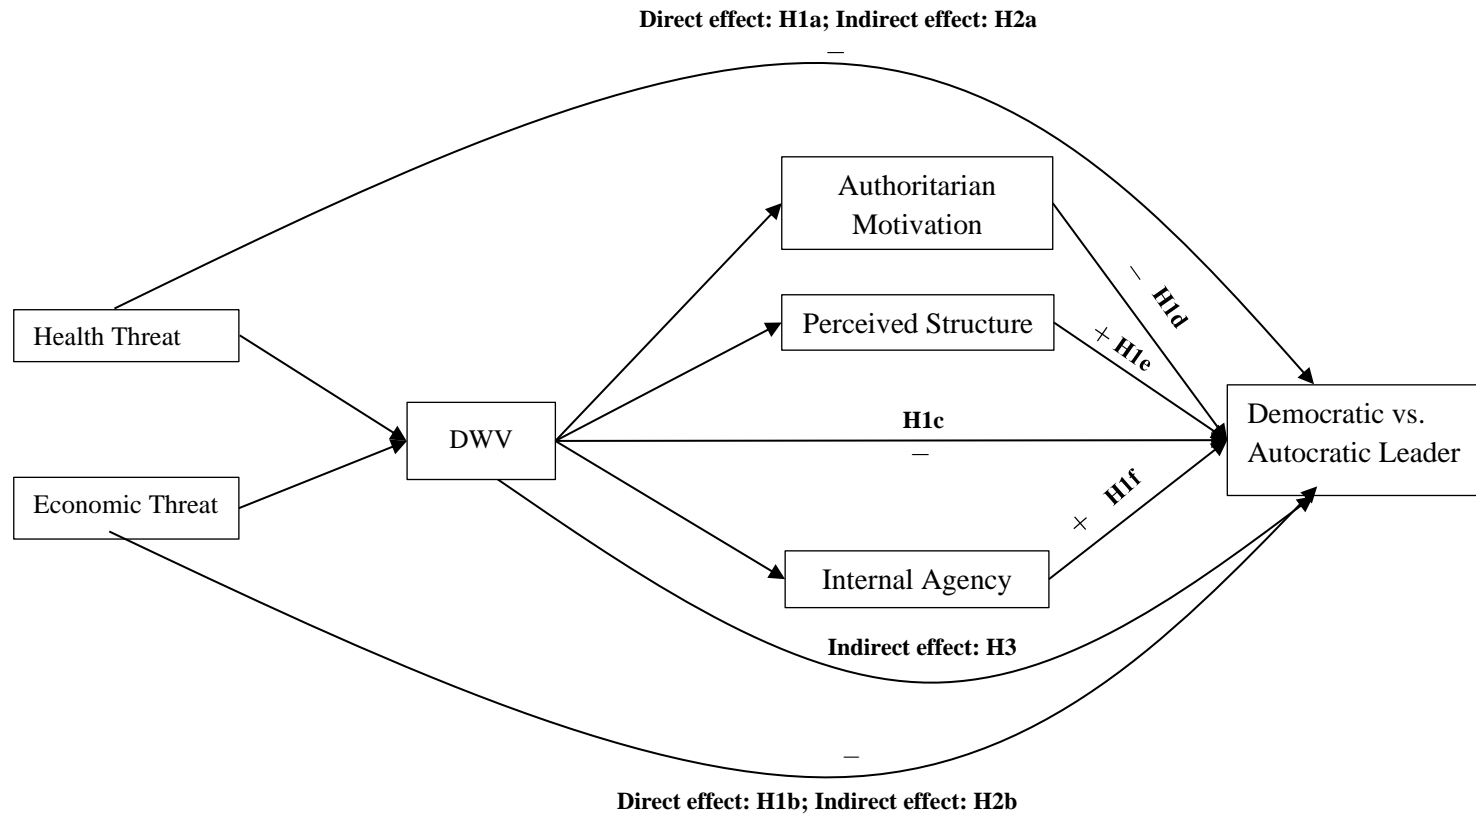 Direct effect: H1a; Indirect effect: H2a
–
Authoritarian
Motivation
– H1d
Health Threat
Perceived Structure
+ H1e
DWV
H1c
–
Democratic vs.
Autocratic Leader
Economic Threat
+ H1f
Internal Agency
Indirect effect: H3
–
Direct effect: H1b; Indirect effect: H2b